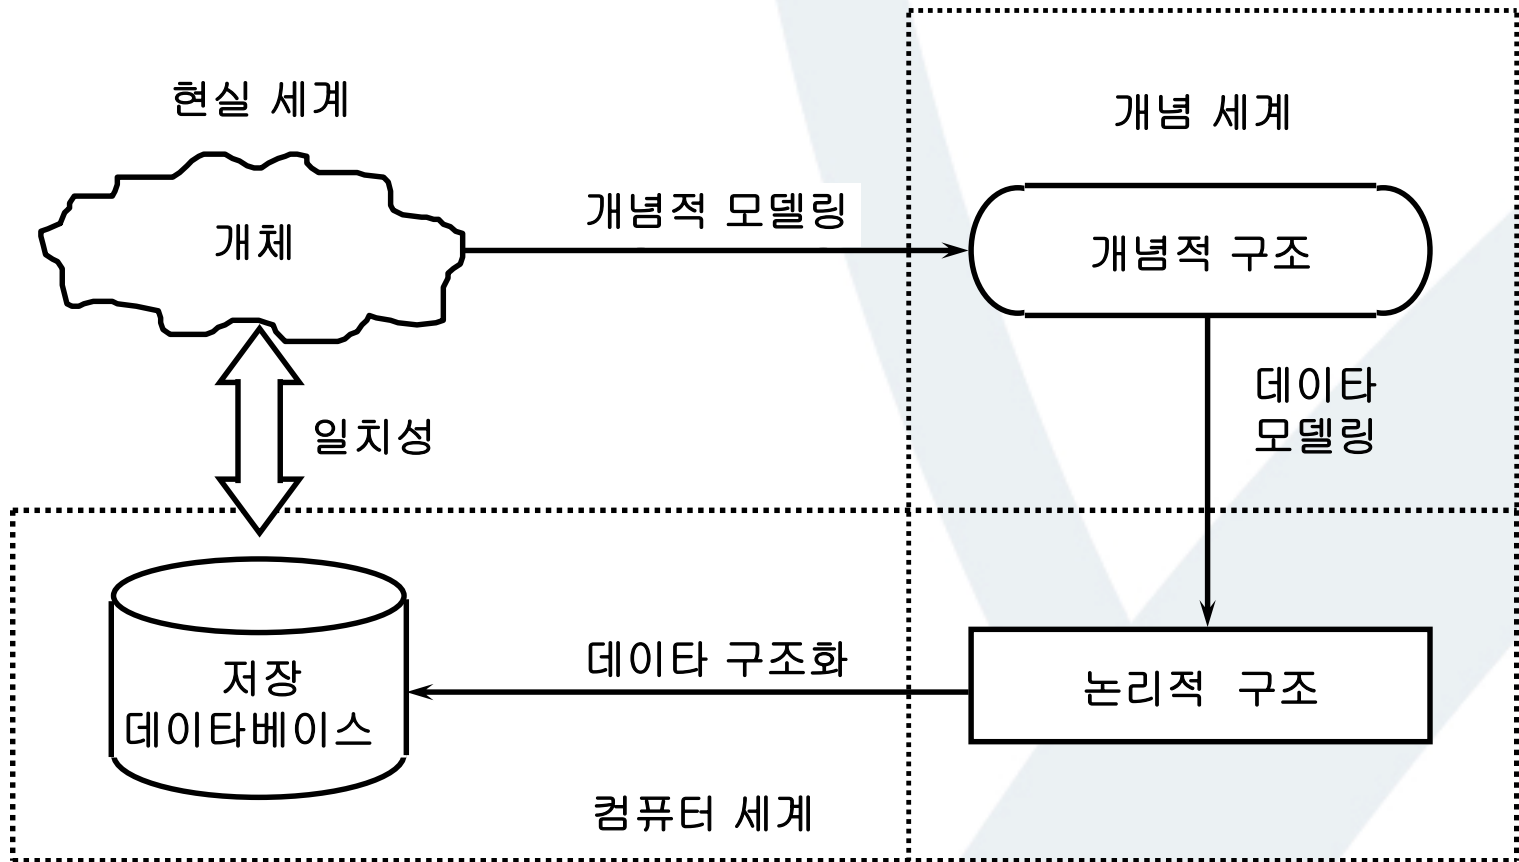 현실 세계
개념 세계
개체
개념적 모델링
개념적 구조
일치성
데이타
모델링
저장
데이타베이스
데이타 구조화
논리적 구조
컴퓨터 세계